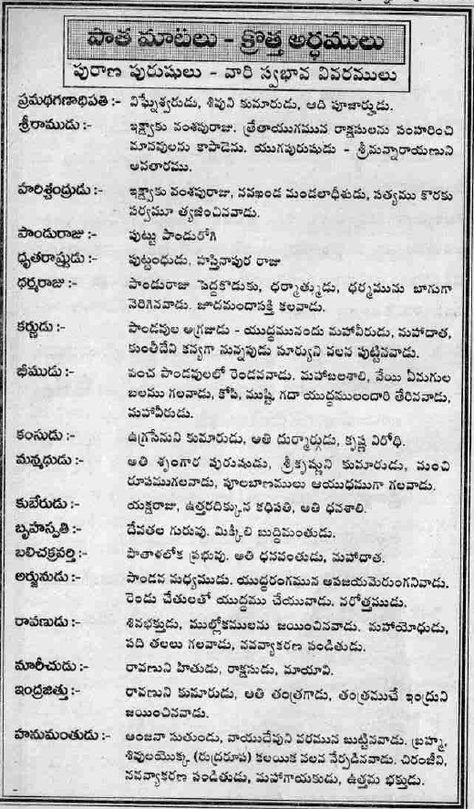 పాత మాటలు - క్రొత్త అర్థములు
పురాణ పురుషులు - వారి స్వభావ వివరములు
ప్రమథగణాధిపతి :- విఘ్నేశ్వరుడు, శివుని కుమారుడు, ఆది పూజార్హుడు.
శ్రీరాముడు :- ఇక్ష్వాకు వంశపురాజు. త్రేతాయుగమున రాక్షసులను సంహరించి
మానవులను కాపాడెను. యుగపురుషుడు - శ్రీమన్నారాయణుని
అవతారము.
హరిశ్చంద్రుడు :- ఇక్ష్వాకు వంశపురాజు, నవఖండ మండలాధీశుడు, సత్యము కొరకు
సర్వమూ త్యజించినవాడు.
పాండురాజు :- పుట్టు పాండురోగి
ధృతరాష్ట్రుడు :- పుట్టంధుడు, హస్తినాపుర రాజు
ధర్మరాజు :- పాండురాజు పెద్దకొడుకు, ధర్మాత్ముడు, ధర్మమును బాగుగా
నెరిగినవాడు. జూదమందాసక్తి కలవాడు.
కర్ణుడు :- పాండవుల అగ్రజుడు - యుద్ధమునందు మహావీరుడు, మహాదాత,
కుంతీదేవి కన్యగా నున్నపుడు సూర్యుని వలన పుట్టినవాడు.
భీముడు :- పంచ పాండవులలో రెండవవాడు. మహాబలశాలి, వేయి ఏనుగుల
బలము గలవాడు, కోపి, ముష్టి, గదా యుద్ధములందారి తేరినవాడు,
మహావీరుడు.
కంసుడు :- ఉగ్రసేనుని కుమారుడు, అతి దుర్మార్గుడు, కృష్ణ విరోధి.
మన్మథుడు :- అతి శృంగార పురుషుడు, శ్రీకృష్ణుని కుమారుడు, మంచి
రూపముగలవాడు, పూలబాణములు ఆయుధముగా గలవాడు.
కుబేరుడు :- యక్షరాజు, ఉత్తరదిక్కున కధిపతి, అతి ధనశాలి.
బృహస్పతి :- దేవతల గురువు. మిక్కిలి బుద్ధిమంతుడు.
బలిచక్రవర్తి :- పాతాళలోక ప్రభువు. అతి ధనవంతుడు, మహాదాత.
అర్జునుడు :- పాండవ మధ్యముడు. యుద్ధరంగమున అపజయమెరుంగనివాడు.
రెండు చేతులతో యుద్ధము చేయువాడు. నరోత్తముడు.
రావణుడు :- శివభక్తుడు, ముల్లోకములను జయించినవాడు. మహాయోధుడు,
పది తలలు గలవాడు, నవవ్యాకరణ పండితుడు.
మారీచుడు :- రావణుని హితుడు, రాక్షసుడు, మాయావి.
ఇంద్రజిత్తు :- రావణుని కుమారుడు, అతి తంత్రగాడు, తంత్రముచే ఇంద్రుని
జయించినవాడు.
హనుమంతుడు :- ఆంజనా సుతుండు, వాయుదేవుని వరమున బుట్టినవాడు. బ్రహ్మ,
శివులయొక్క (రుద్రరూప) కలయిక వలన నేర్పడినవాడు. చిరంజీవి,
నవవ్యాకరణ పండితుడు, మహాగాయకుడు, ఉత్తమ భక్తుడు.